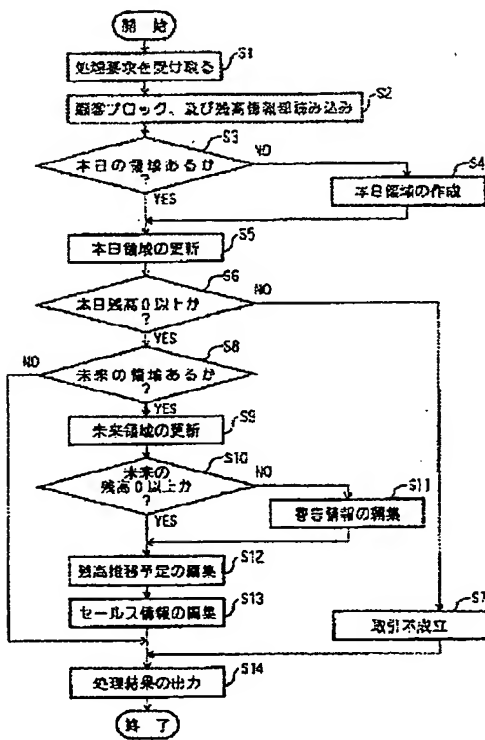 開 始
S1
処理要求を受け取る
S2
顧客ブロック、及び残高情報部読み込み
S3
本日の領域あるか
?
NO
YES
S4
本日領域の作成
S5
本日領域の更新
S6
本日残高0以上か
?
NO
YES
S8
NO
未来の領域あるか
?
YES
S9
未来領域の更新
S10
未来の
残高0以上か
?
NO
YES
S11
警告情報の編集
S12
残高推移予定の編集
S13
セールス情報の編集
S7
取引不成立
S14
処理結果の出力
終 了